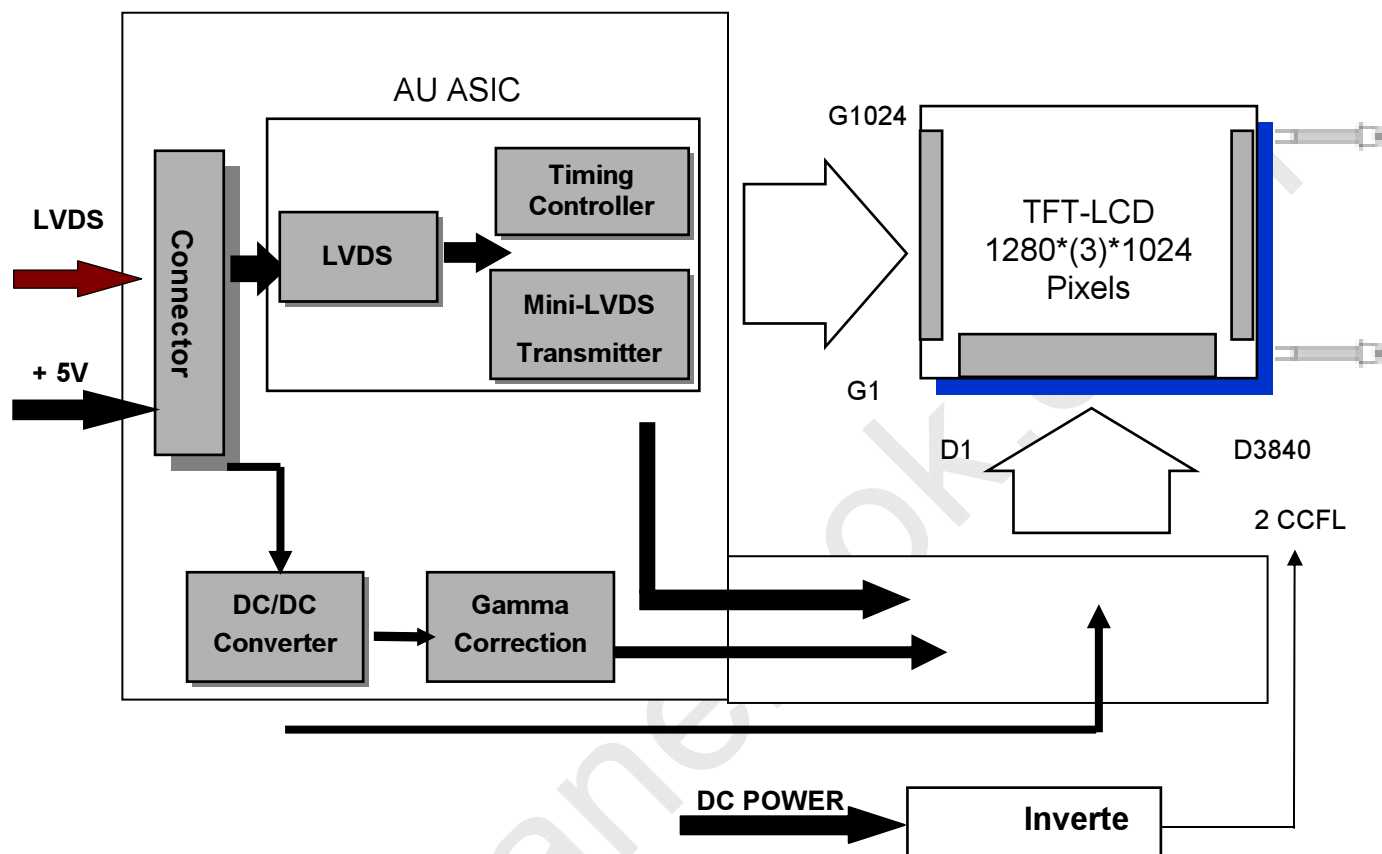 AU ASIC
LVDS
+ 5V
Connector
LVDS
Timing
Controller
Mini-LVDS
Transmitter
DC/DC
Converter
Gamma
Correction
G1024
G1
TFT-LCD
1280*(3)*1024
Pixels
D1
D3840
2 CCFL
DC POWER
Inverte